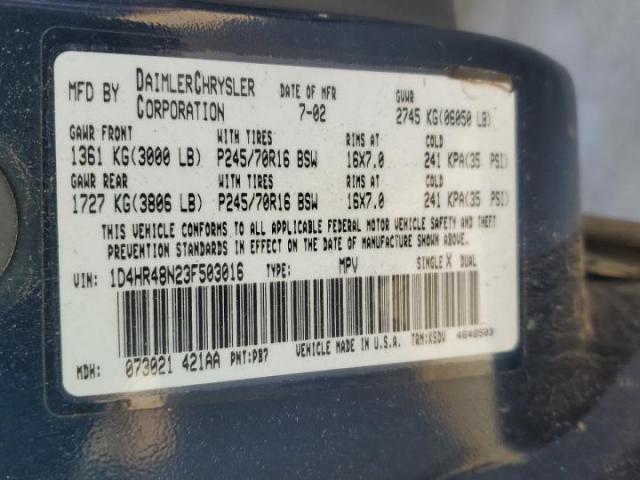 MFD BY DAIMLERCHRYSLER CORPORATION DATE OF MFR 7-02 GVWR 2745 KG(06050 LB)
GAWR FRONT WITH TIRES RIMS AT COLD
1361 KG(3000 LB) P245/70R16 BSW 16X7.0 241 KPA(35 PSI)
GAWR REAR WITH TIRES RIMS AT COLD
1727 KG(3806 LB) P245/70R16 BSW 16X7.0 241 KPA(35 PSI)
THIS VEHICLE CONFORMS TO ALL APPLICABLE FEDERAL MOTOR VEHICLE SAFETY AND THEFT
PREVENTION STANDARDS IN EFFECT ON THE DATE OF MANUFACTURE SHOWN ABOVE.
VIN: 1D4HR48N23F503016 TYPE: MPV SINGLE X DUAL
MDH: 073021 421AA PNT:PB7 VEHICLE MADE IN U.S.A. TRM:K5DV 4648503